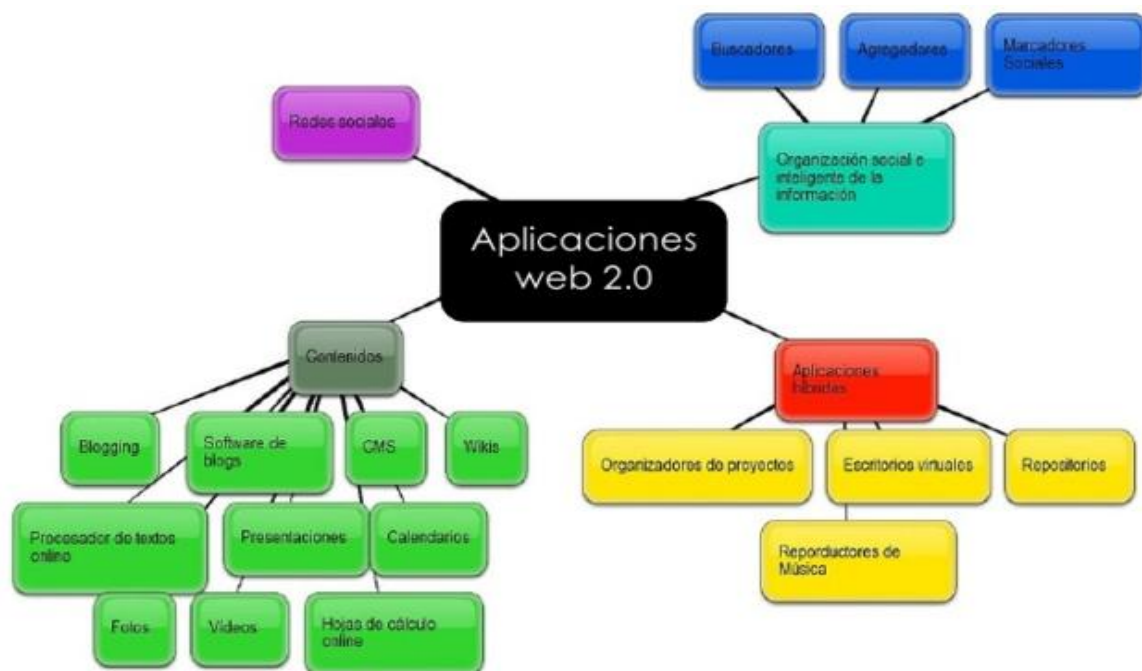 Buscadores
Agregadores
Marcadores
Sociales
Redes sociales
Organización social e
inteligente de la
información
Aplicaciones
web 2.0
Contenidos
Aplicaciones
híbridas
Blogging
Software de
blogs
CMS
Wikis
Organizadores de proyectos
Escritorios virtuales
Repositorios
Procesador de textos
online
Presentaciones
Calendarios
Reporductores de
Música
Fotos
Vídeos
Hojas de cálculo
online